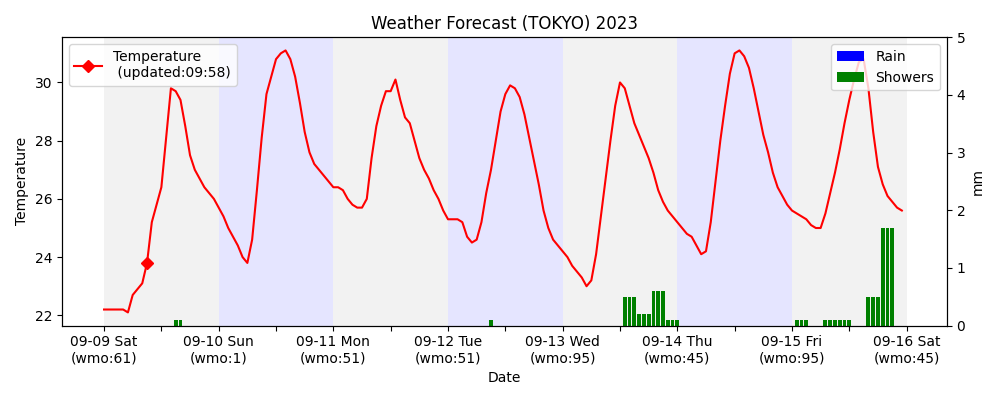 Weather Forecast (TOKYO) 2023
Temperature
(updated:09:58)
Rain
Showers
Temperature
30
28
26
24
22
5
4
3
2
1
0
mm
09-09 Sat
(wmo:61)
09-10 Sun
(wmo:1)
09-11 Mon
(wmo:51)
09-12 Tue
(wmo:51)
09-13 Wed
(wmo:95)
09-14 Thu
(wmo:45)
09-15 Fri
(wmo:95)
09-16 Sat
(wmo:45)
Date